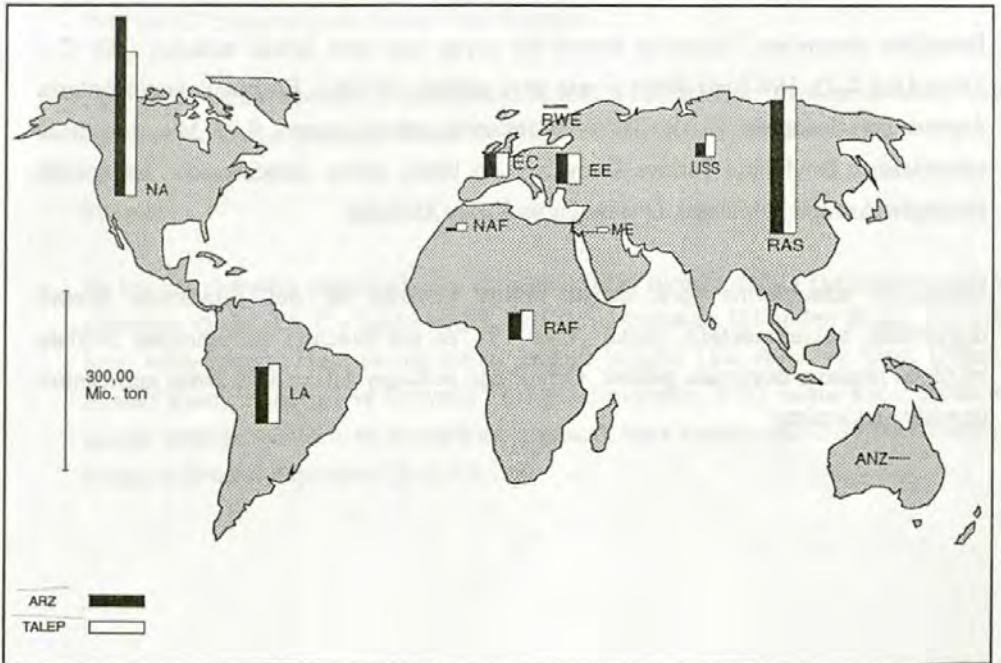 RWE
EC
EE
USS
NA
NAF
ME
RAS
RAF
300,00
Mio. ton
LA
ANZ
ARZ
TALEP